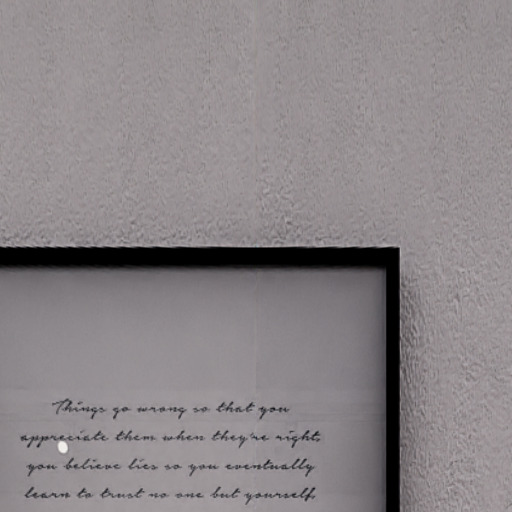 Things go wrong so that you
appreciate them when they're right,
you believe lies so you eventually
learn to trust no one but yourself,